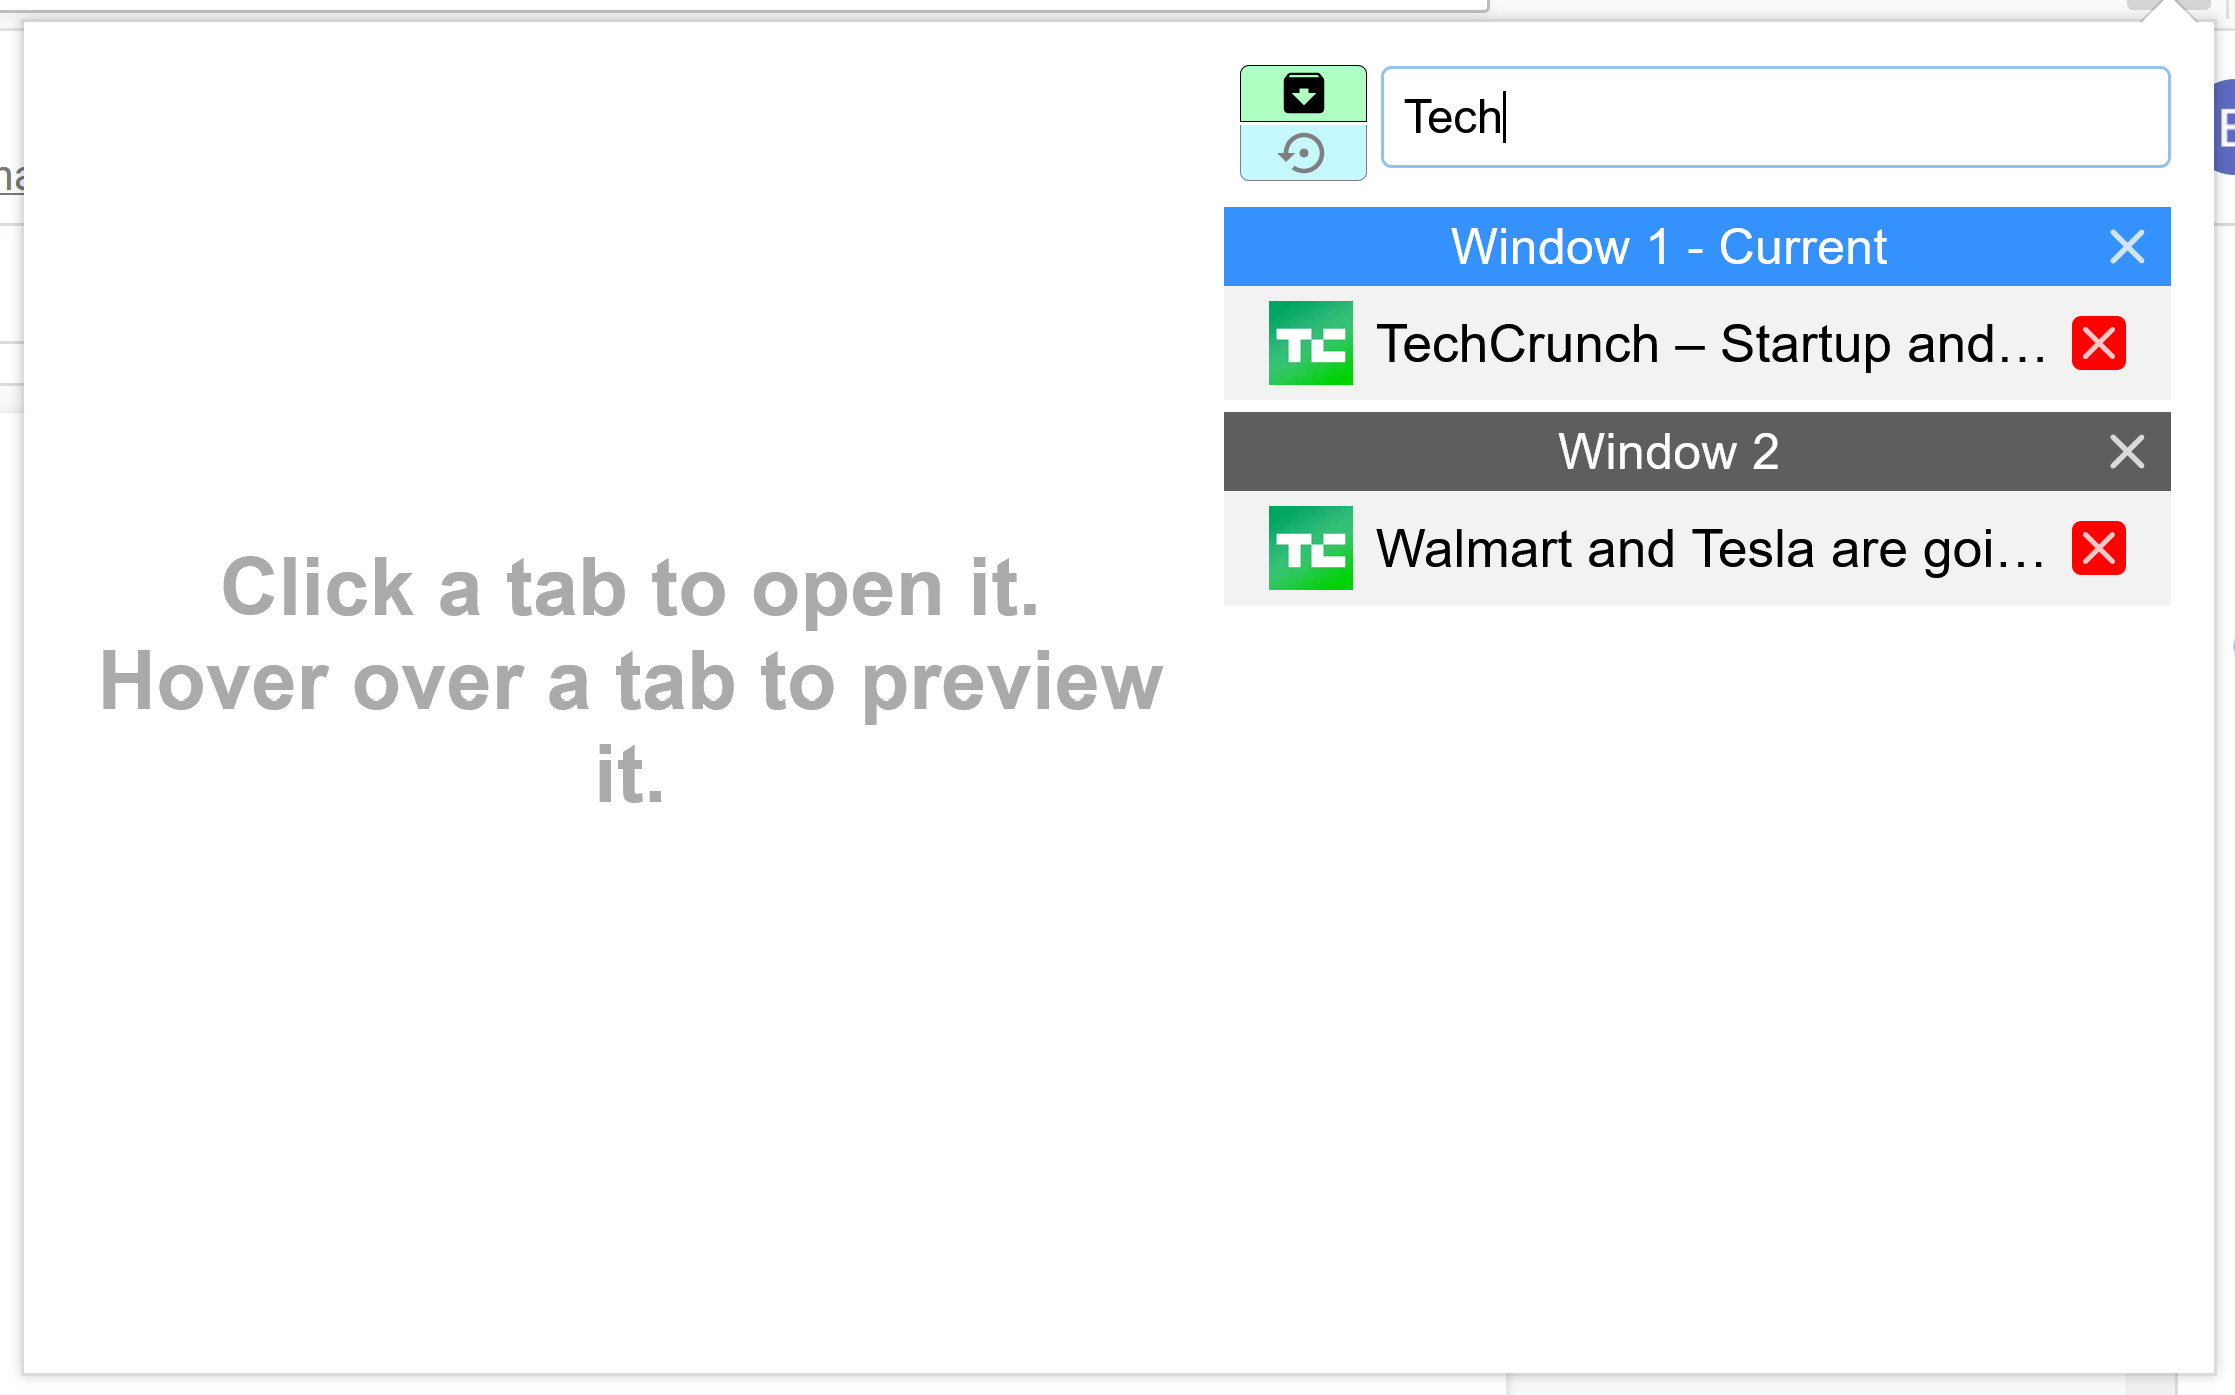 Tech
Window 1 - Current
TechCrunch – Startup and…
Window 2
Walmart and Tesla are goi…
Click a tab to open it.
Hover over a tab to preview
it.